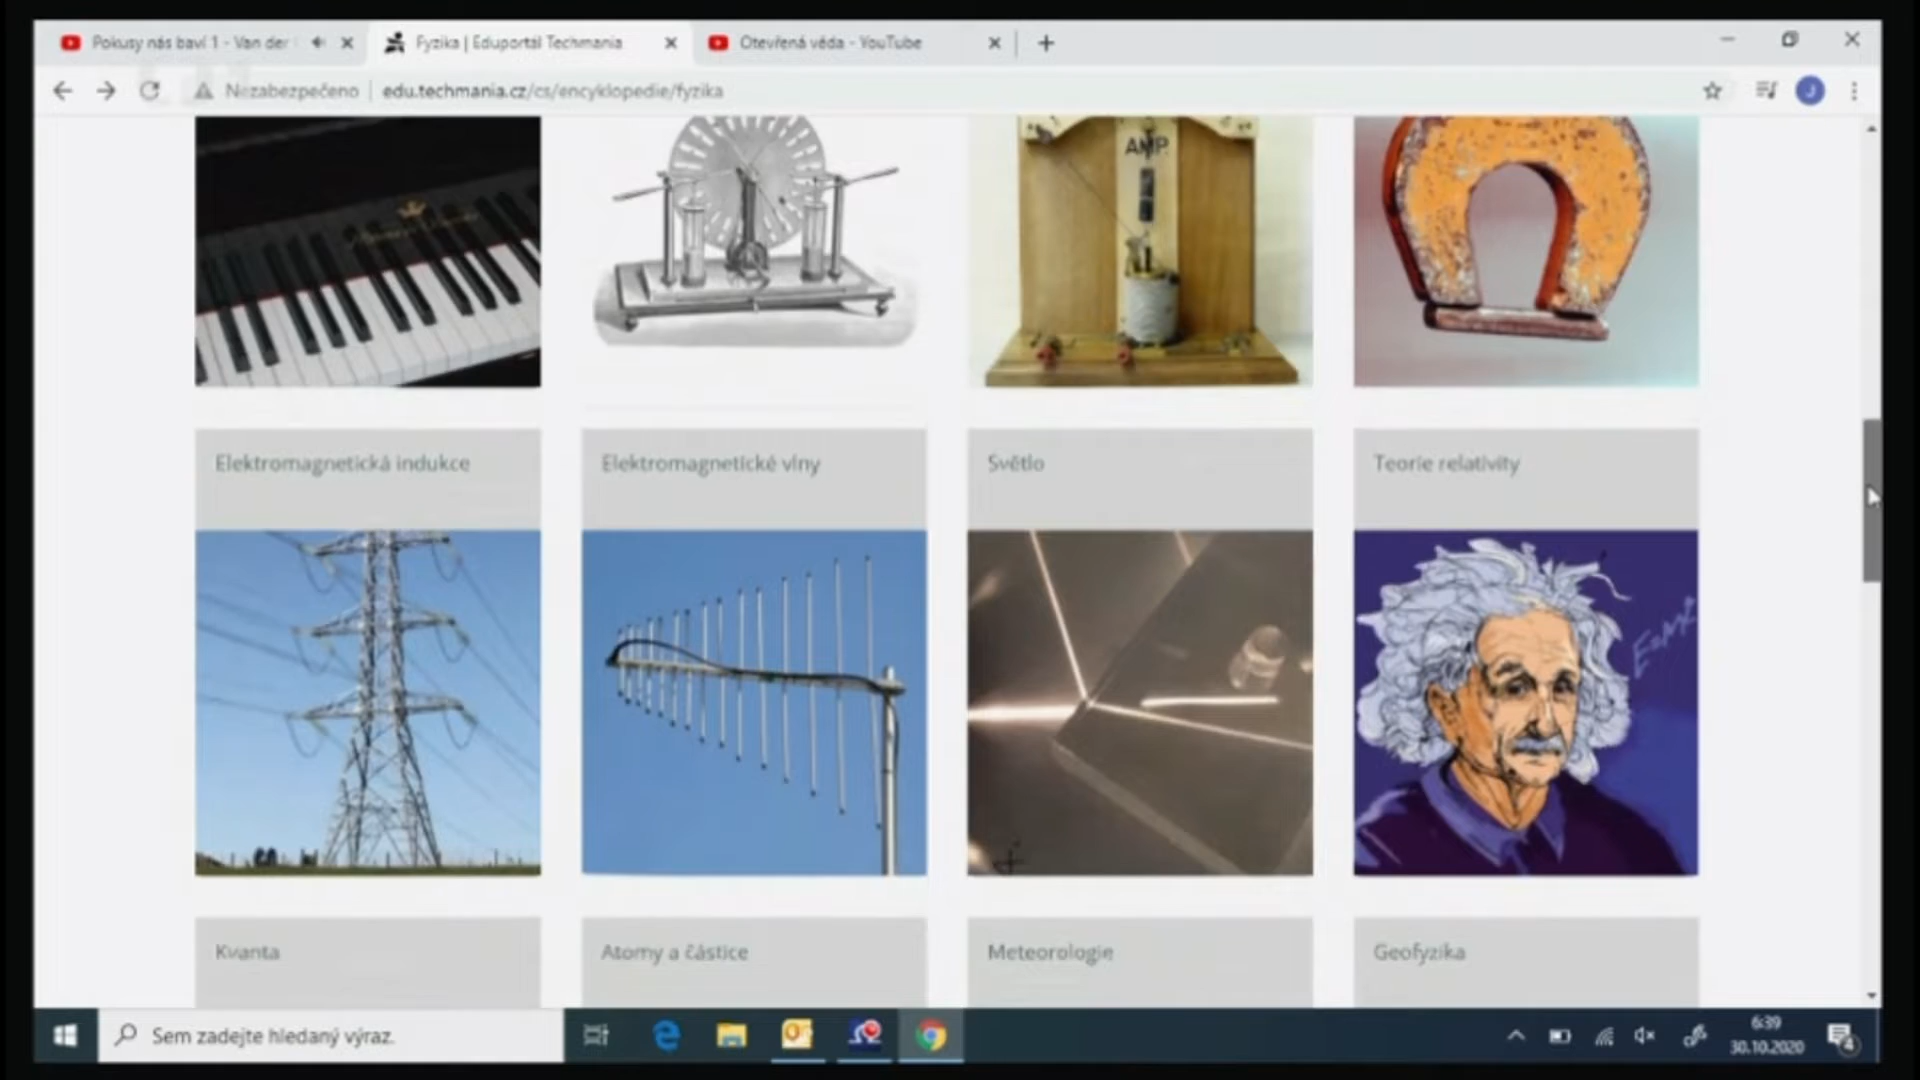 Pokusy nás baví 1 - Van der
Fyzika | Eduportál Techmania
Otevřená věda - YouTube
Nezabezpečeno
edu.techmania.cz/cs/encyklopedie/fyzika
J
AMP.
Elektromagnetická indukce
Elektromagnetické vlny
Světlo
Teorie relativity
Kvanta
Atomy a částice
Meteorologie
Geofyzika
Sem zadejte hledaný výraz.
6:39
30.10.2020
4